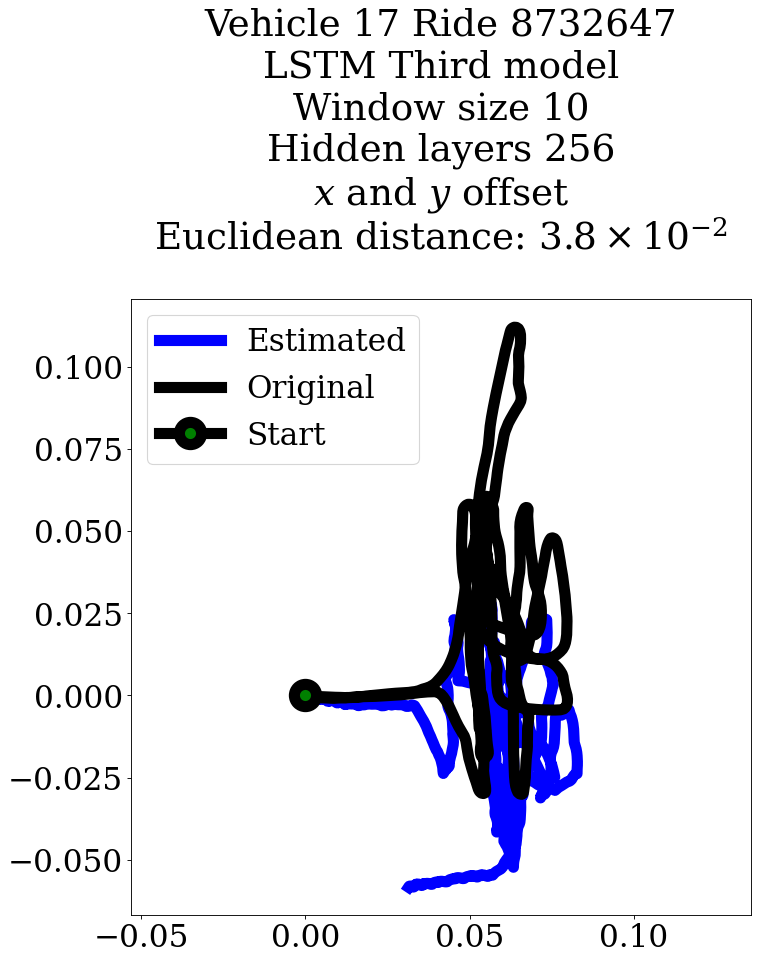 Vehicle 17 Ride 8732647
LSTM Third model
Window size 10
Hidden layers 256
x and y offset
Euclidean distance: 3.8 × 10⁻²
Estimated
Original
Start
0.100
0.075
0.050
0.025
0.000
−0.025
−0.050
−0.05 0.00 0.05 0.10